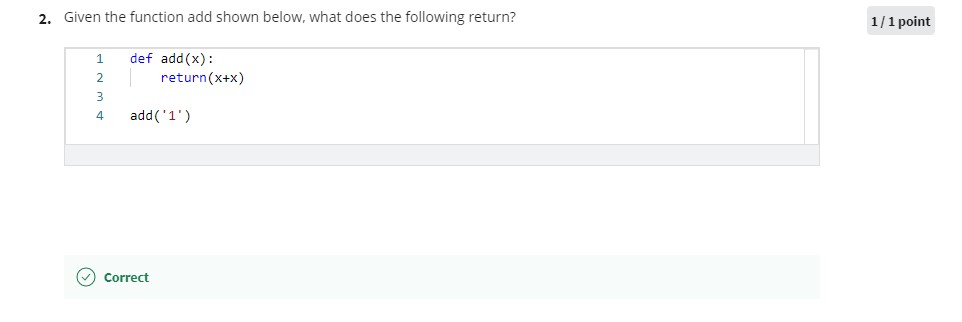 2. Given the function add shown below, what does the following return?
1 / 1 point
1 def add(x):
2 return(x+x)
3
4 add('1')
Correct